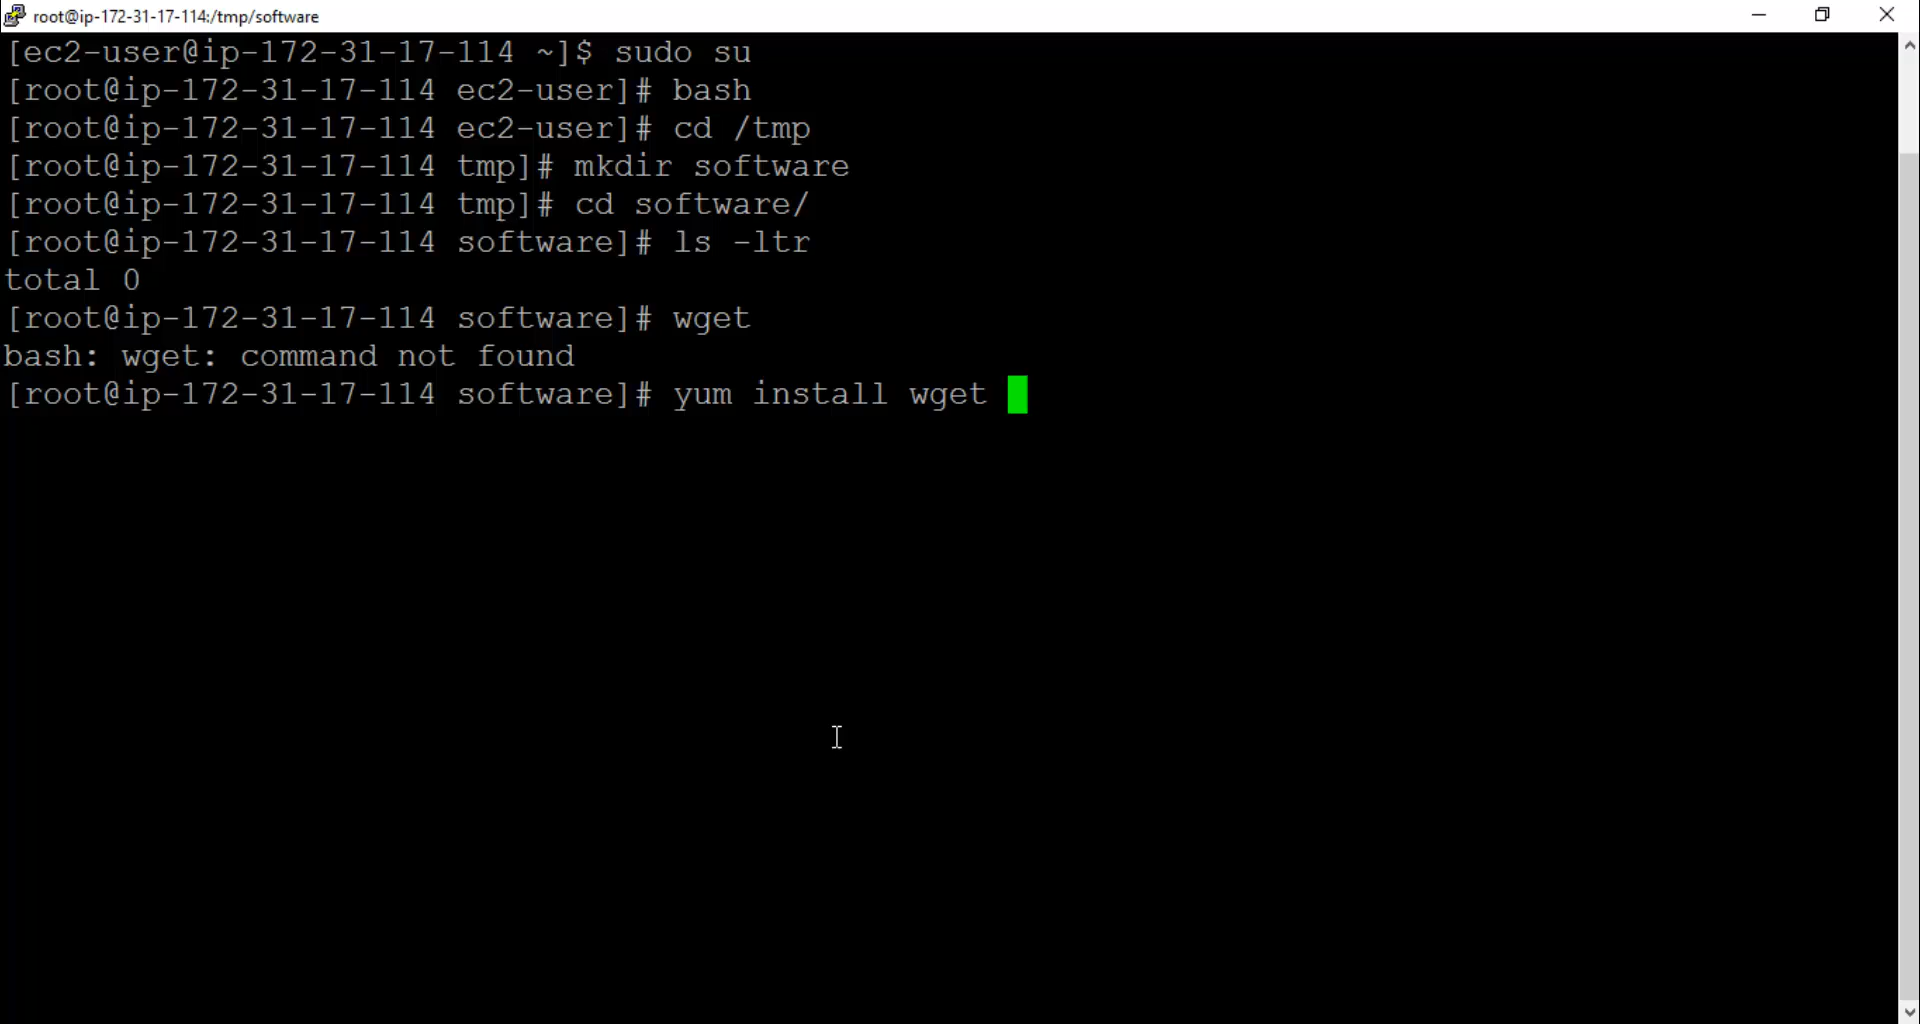 root@ip-172-31-17-114:/tmp/software
[ec2-user@ip-172-31-17-114 ~]$ sudo su
[root@ip-172-31-17-114 ec2-user]# bash
[root@ip-172-31-17-114 ec2-user]# cd /tmp
[root@ip-172-31-17-114 tmp]# mkdir software
[root@ip-172-31-17-114 tmp]# cd software/
[root@ip-172-31-17-114 software]# ls -ltr
total 0
[root@ip-172-31-17-114 software]# wget
bash: wget: command not found
[root@ip-172-31-17-114 software]# yum install wget